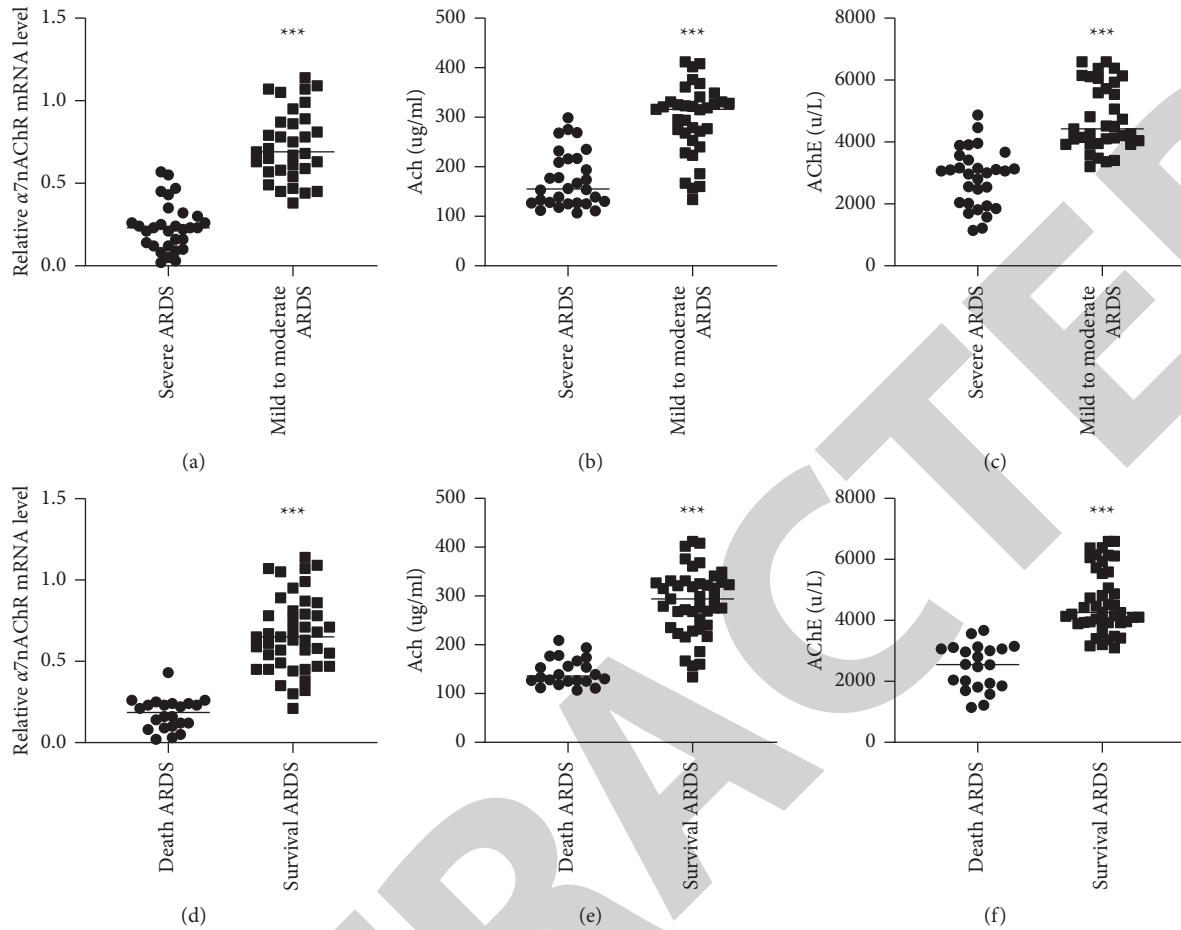 Relative α7nAChR mRNA level
1.5
1.0
0.5
0.0
***
Severe ARDS
Mild to moderate
ARDS
(a)
Ach (ug/ml)
500
400
300
200
100
0
***
Severe ARDS
Mild to moderate
ARDS
(b)
AChE (u/L)
8000
6000
4000
2000
0
***
Severe ARDS
Mild to moderate
ARDS
(c)
Relative α7nAChR mRNA level
1.5
1.0
0.5
0.0
***
Death ARDS
Survival ARDS
(d)
Ach (ug/ml)
500
400
300
200
100
0
***
Death ARDS
Survival ARDS
(e)
AChE (u/L)
8000
6000
4000
2000
0
***
Death ARDS
Survival ARDS
(f)
RACTE